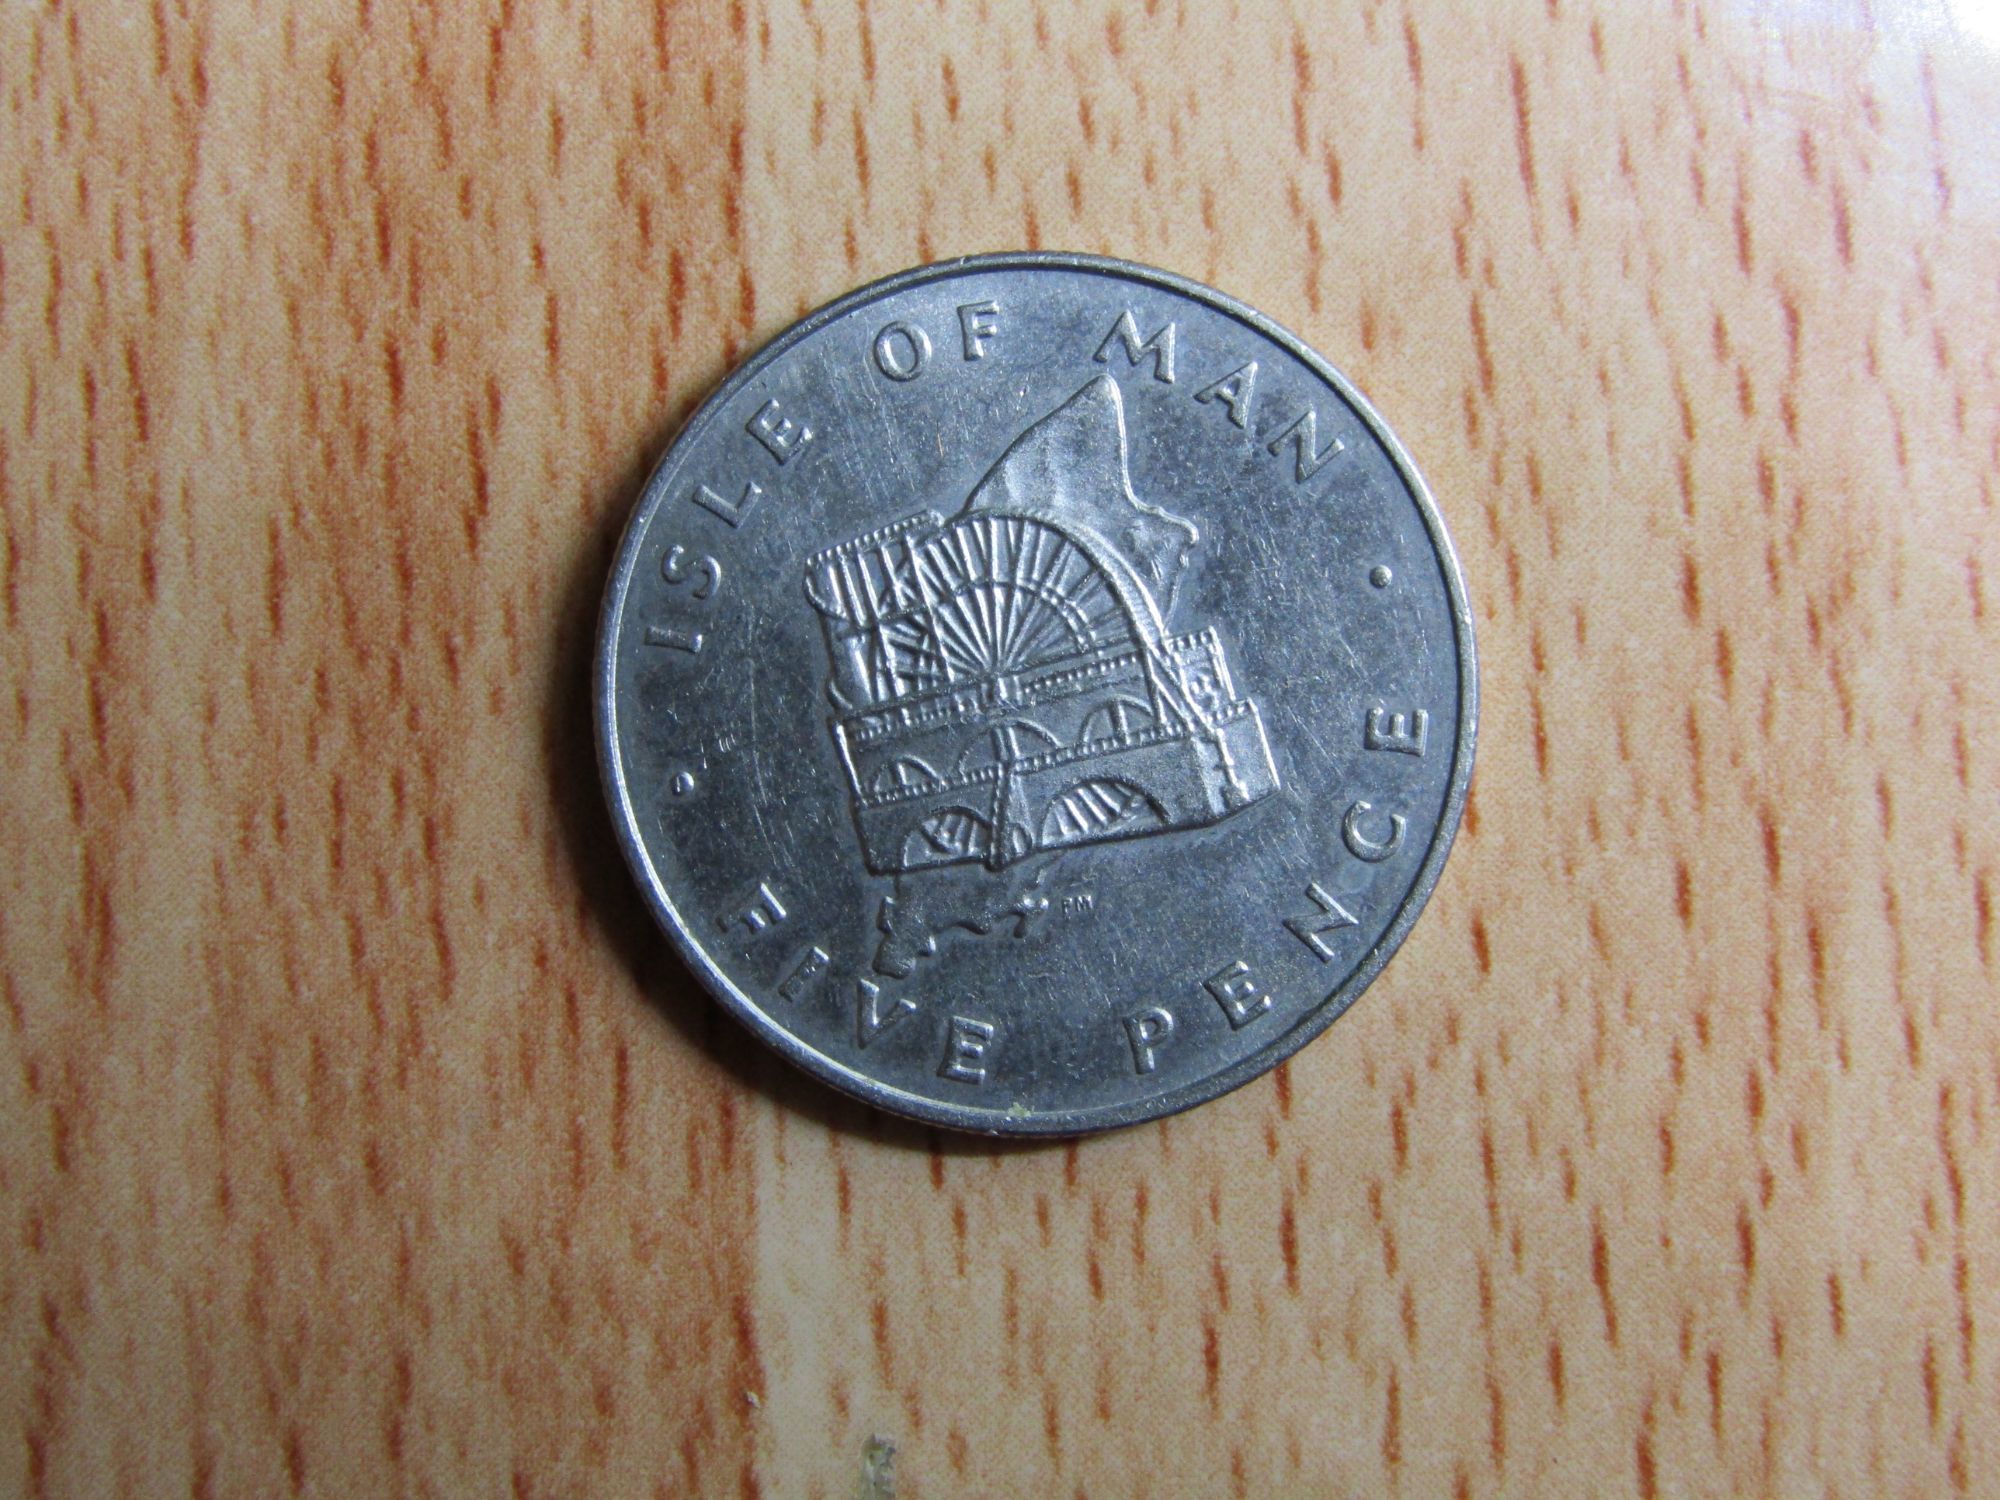 · ISLE OF MAN ·
FIVE PENCE
PM